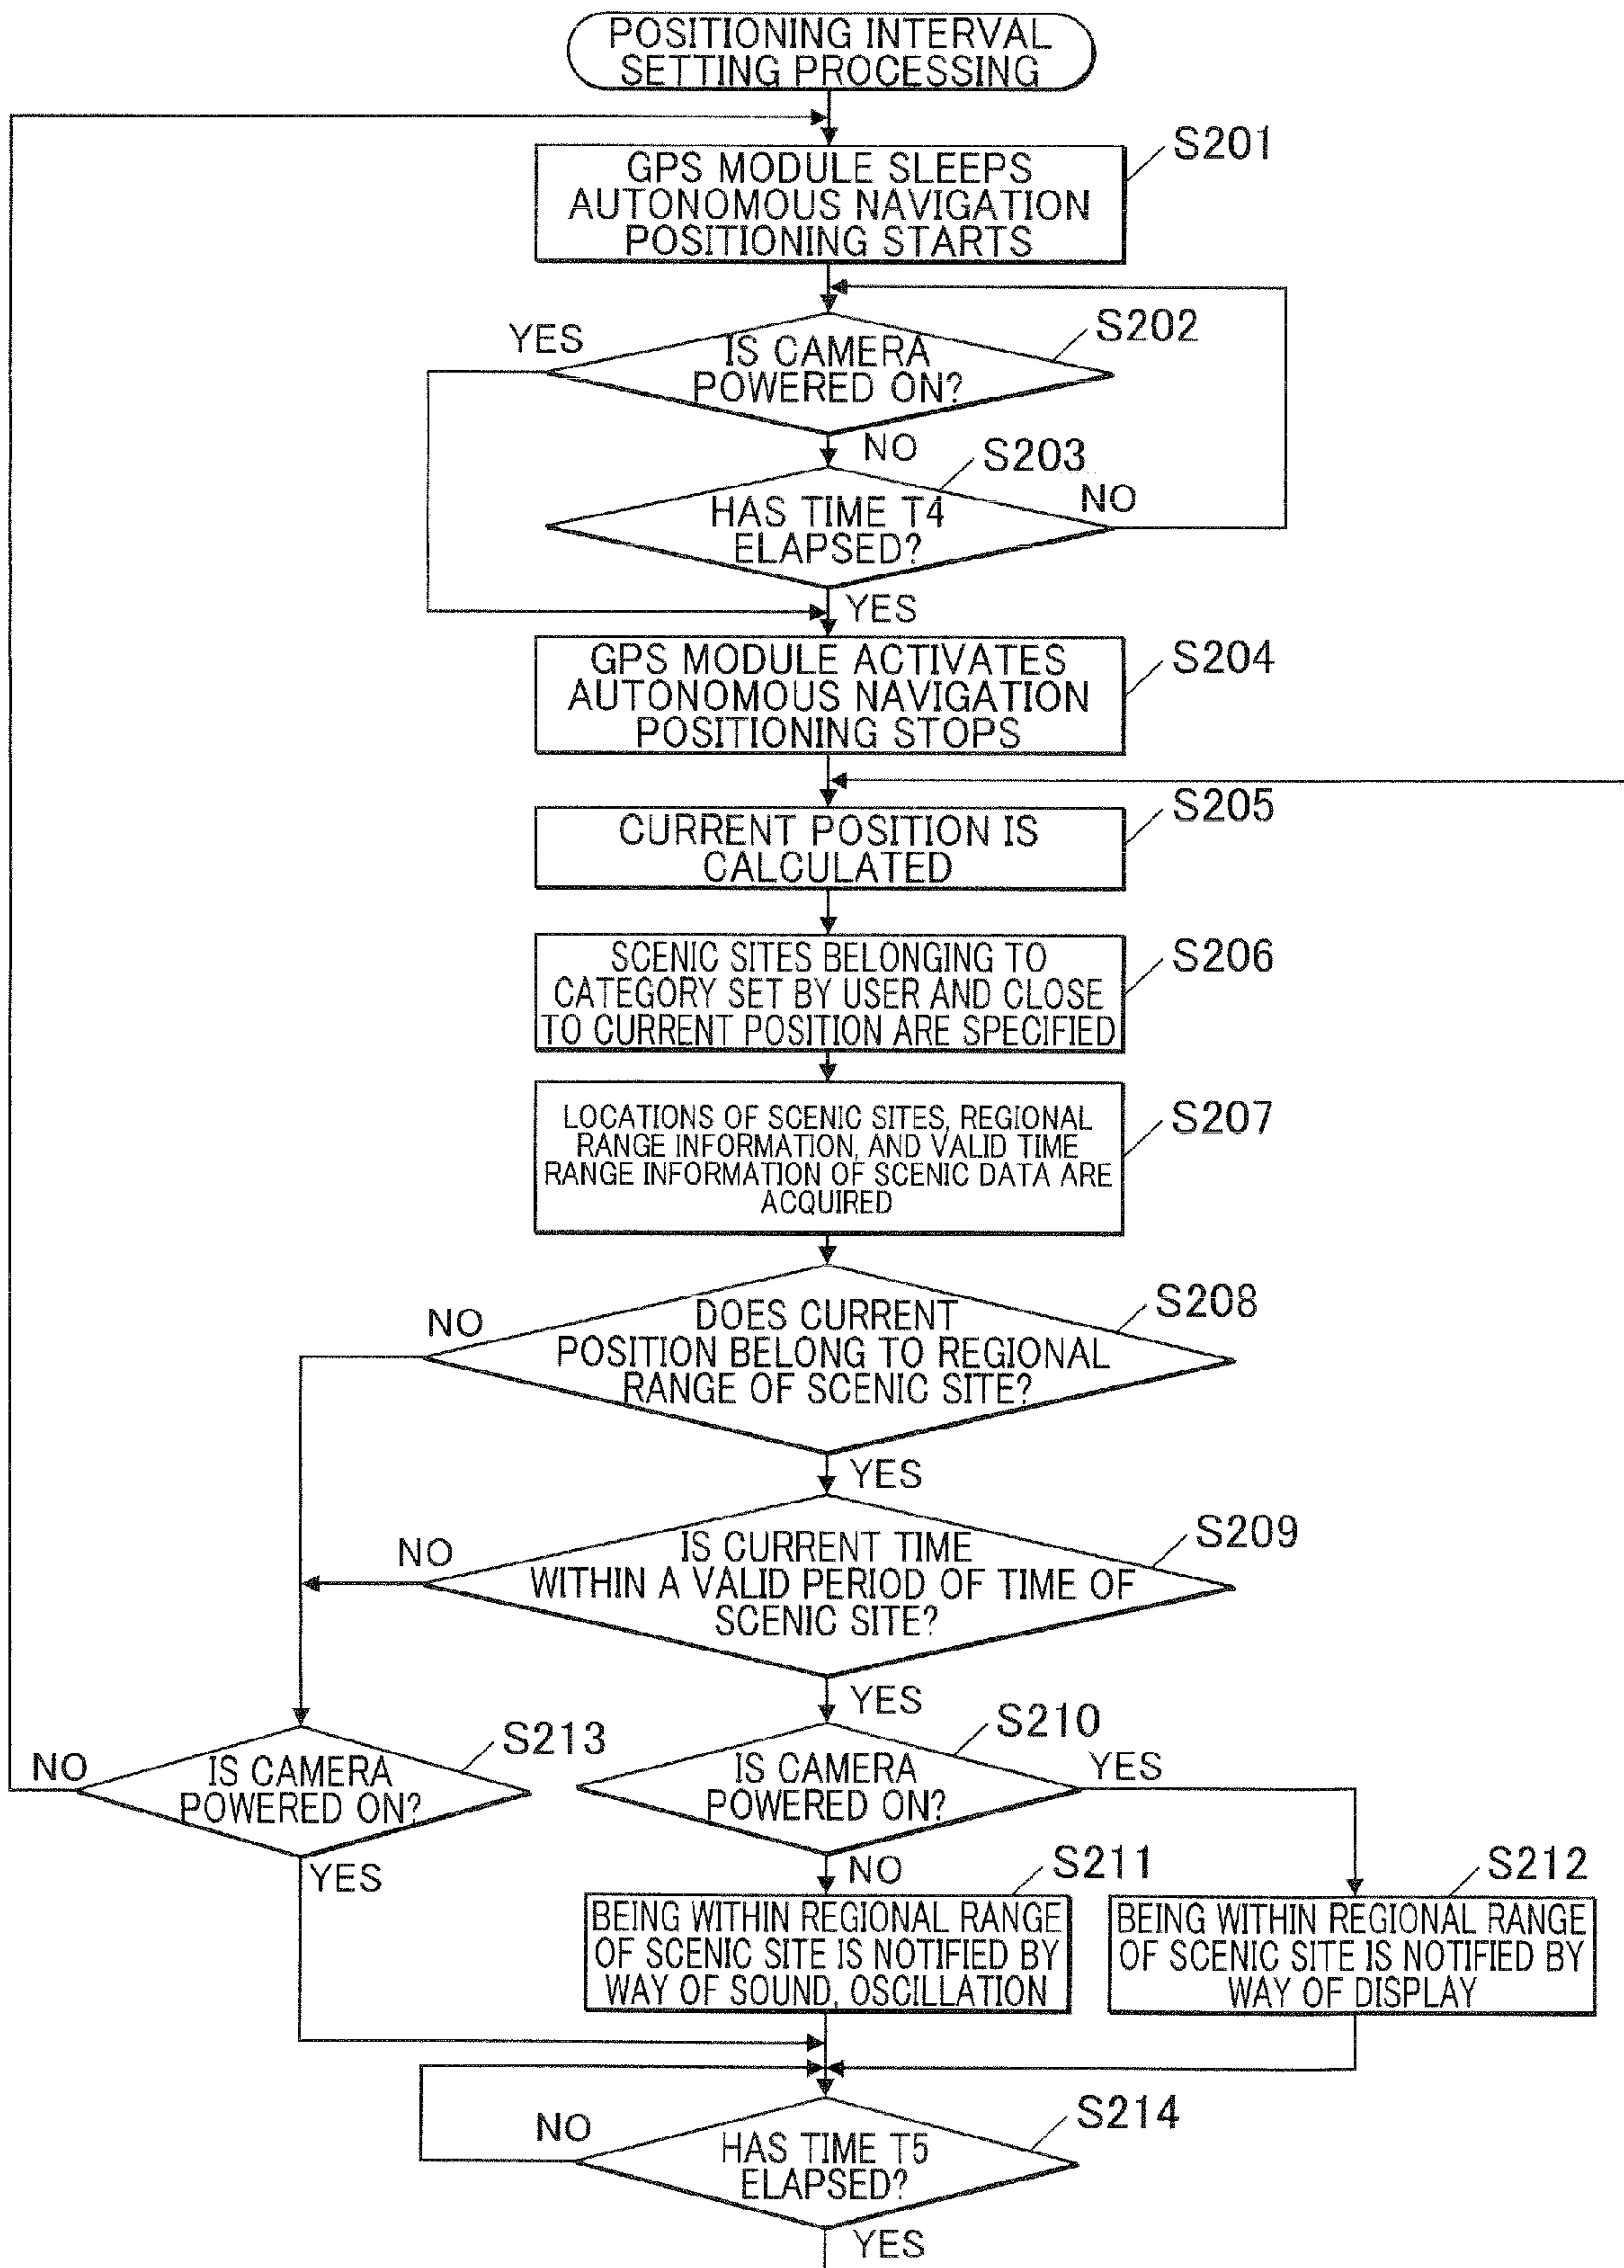 POSITIONING INTERVAL
SETTING PROCESSING
S201
GPS MODULE SLEEPS
AUTONOMOUS NAVIGATION
POSITIONING STARTS
S202
YES
IS CAMERA
POWERED ON?
NO
S203
HAS TIME T4
ELAPSED?
NO
YES
S204
GPS MODULE ACTIVATES
AUTONOMOUS NAVIGATION
POSITIONING STOPS
S205
CURRENT POSITION IS
CALCULATED
S206
SCENIC SITES BELONGING TO
CATEGORY SET BY USER AND CLOSE
TO CURRENT POSITION ARE SPECIFIED
S207
LOCATIONS OF SCENIC SITES, REGIONAL
RANGE INFORMATION, AND VALID TIME
RANGE INFORMATION OF SCENIC DATA ARE
ACQUIRED
S208
NO
DOES CURRENT
POSITION BELONG TO REGIONAL
RANGE OF SCENIC SITE?
YES
S209
NO
IS CURRENT TIME
WITHIN A VALID PERIOD OF TIME OF
SCENIC SITE?
YES
S213
NO
IS CAMERA
POWERED ON?
YES
S210
IS CAMERA
POWERED ON?
YES
NO
S211
BEING WITHIN REGIONAL RANGE
OF SCENIC SITE IS NOTIFIED BY
WAY OF SOUND, OSCILLATION
S212
BEING WITHIN REGIONAL RANGE
OF SCENIC SITE IS NOTIFIED BY
WAY OF DISPLAY
S214
NO
HAS TIME T5
ELAPSED?
YES